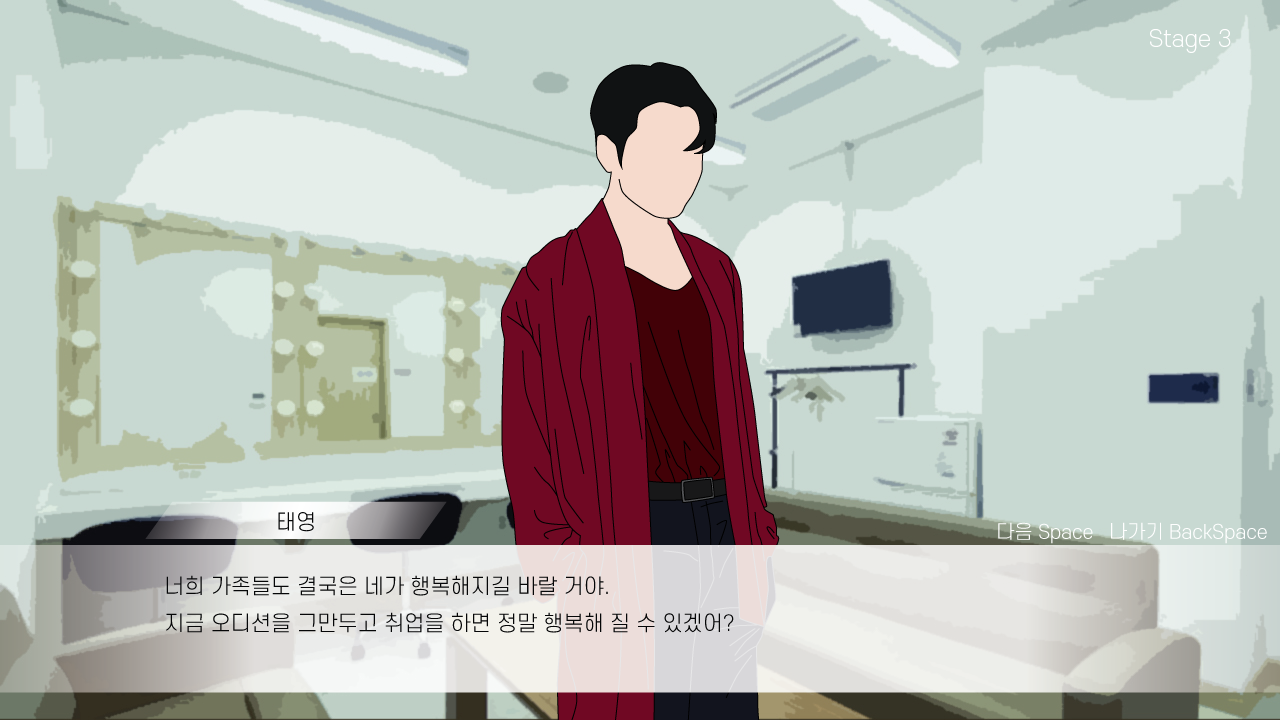 Stage 3
태영
다음 Space 나가기 BackSpace
너희 가족들도 결국은 네가 행복해지길 바랄 거야.
지금 오디션을 그만두고 취업을 하면 정말 행복해 질 수 있겠어?